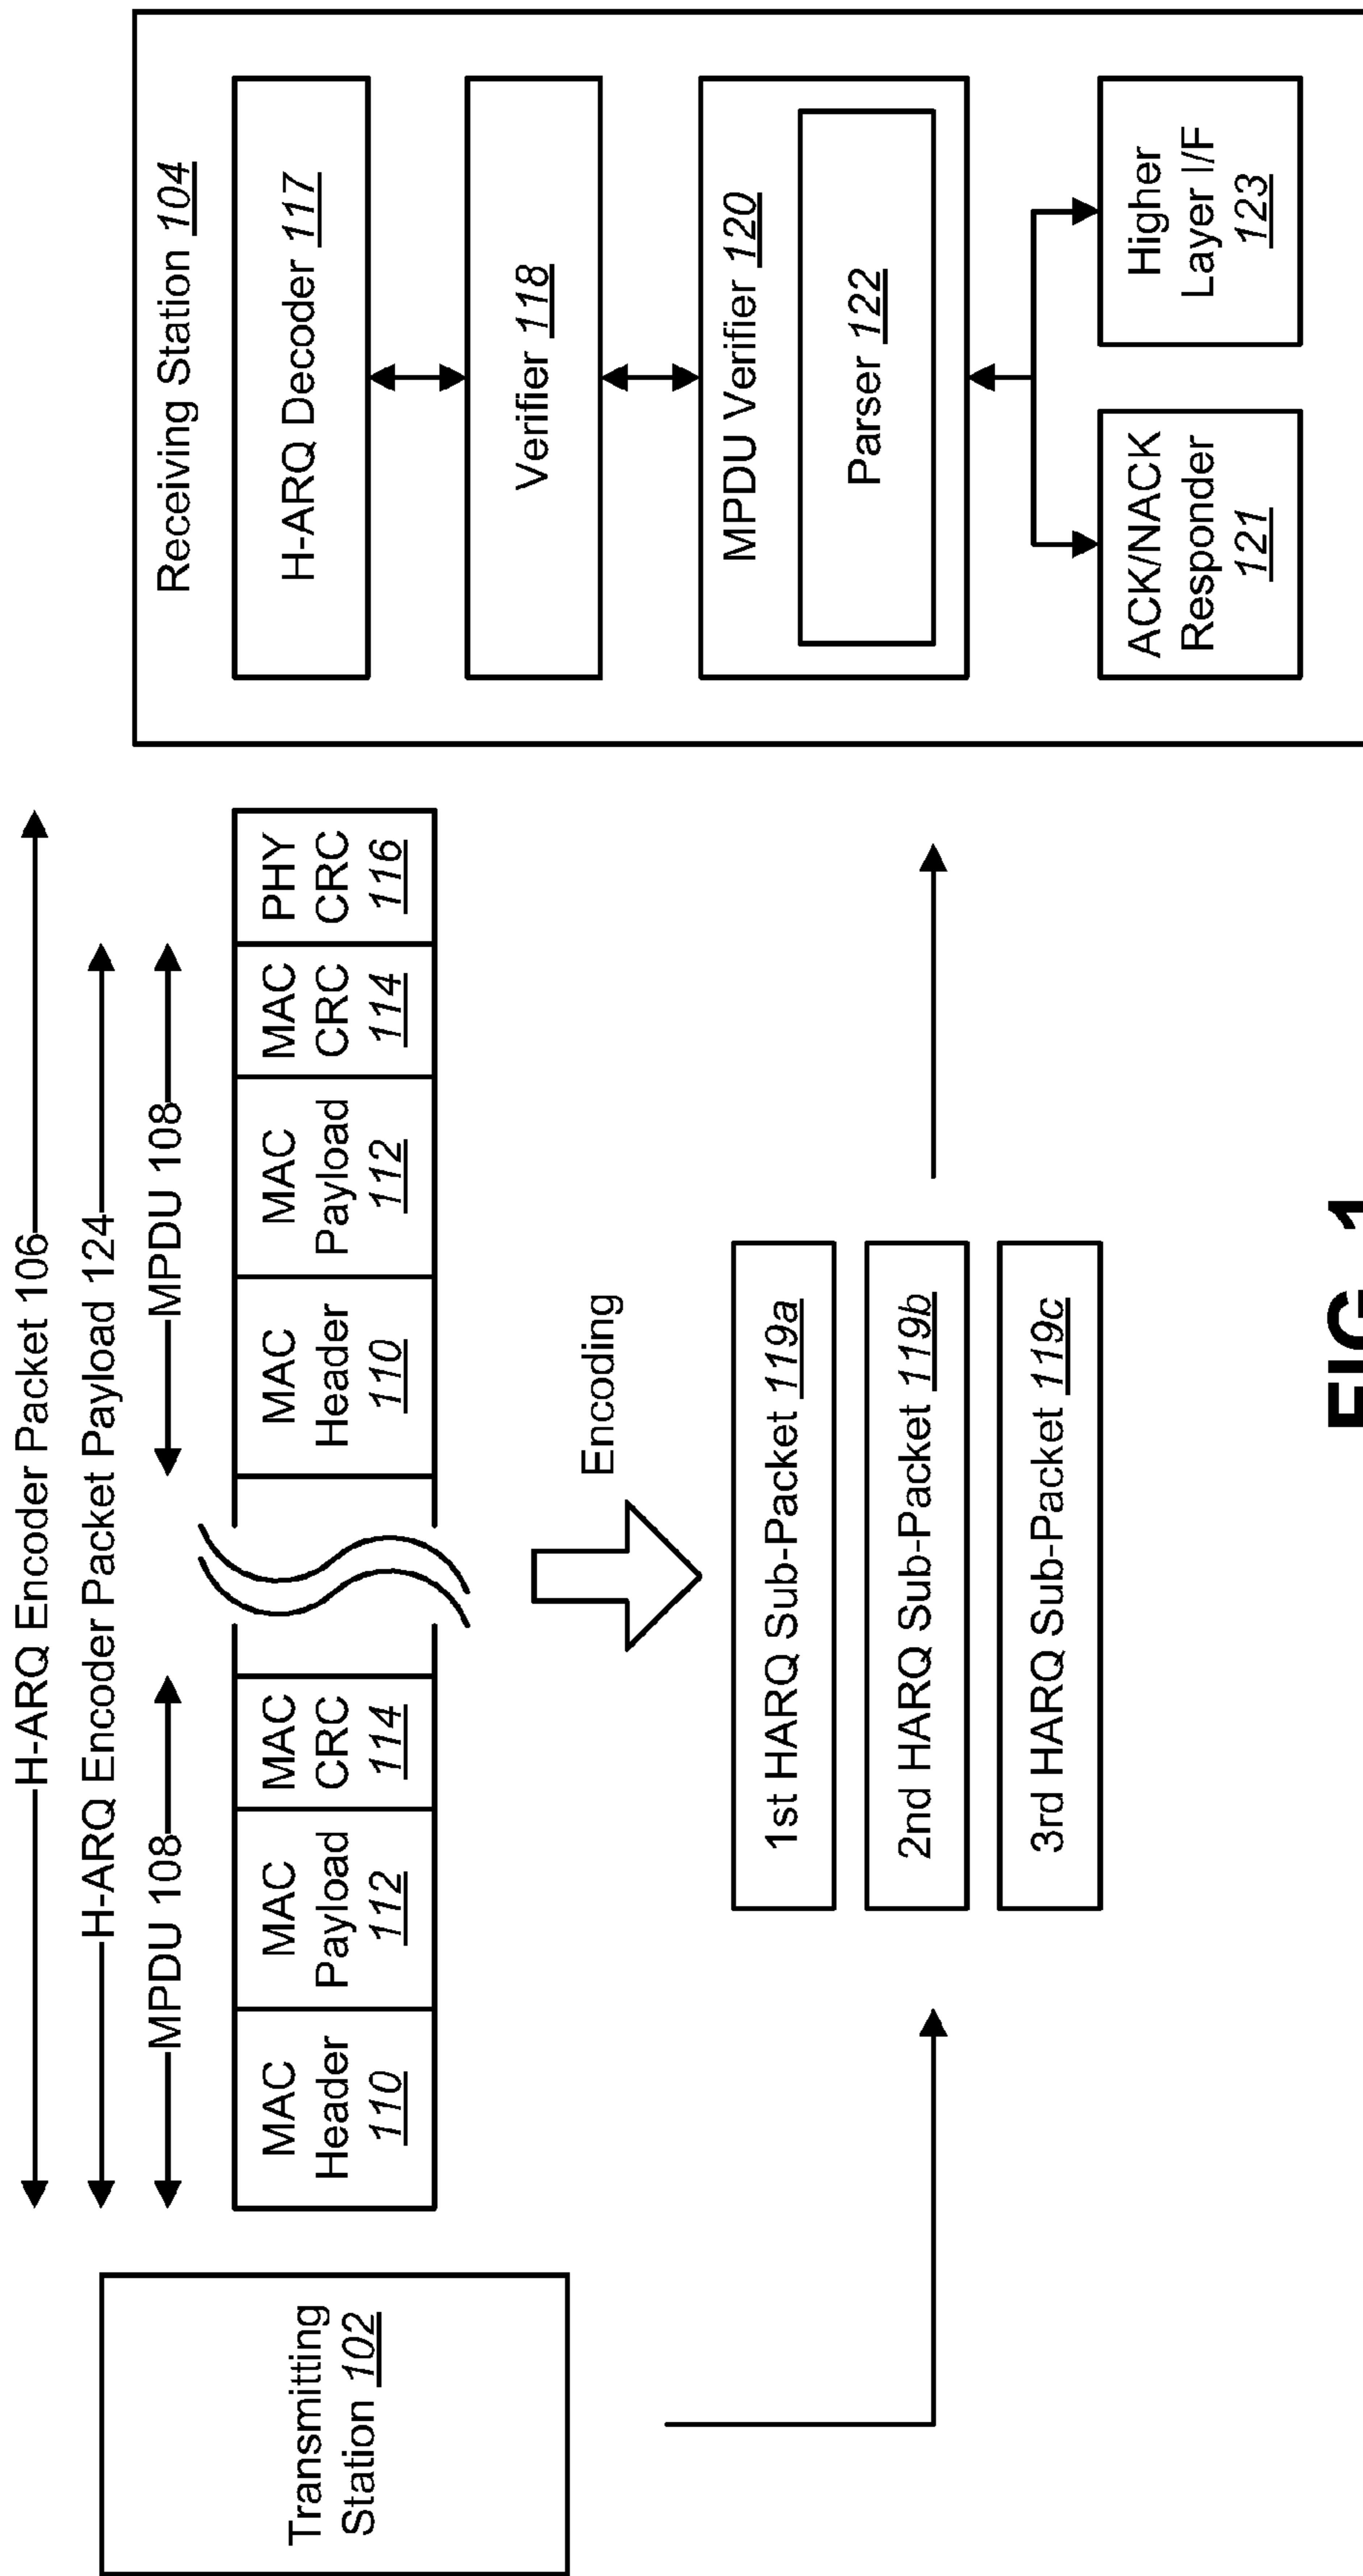 H-ARQ Encoder Packet 106
H-ARQ Encoder Packet Payload 124
MPDU 108
MPDU 108
Transmitting
Station 102
MAC
Header
110
MAC
Payload
112
MAC
CRC
114
MAC
Header
110
MAC
Payload
112
MAC
CRC
114
PHY
CRC
116
Encoding
1st HARQ Sub-Packet 119a
2nd HARQ Sub-Packet 119b
3rd HARQ Sub-Packet 119c
Receiving Station 104
H-ARQ Decoder 117
Verifier 118
MPDU Verifier 120
Parser 122
ACK/NACK
Responder
121
Higher
Layer I/F
123
FIG. 1